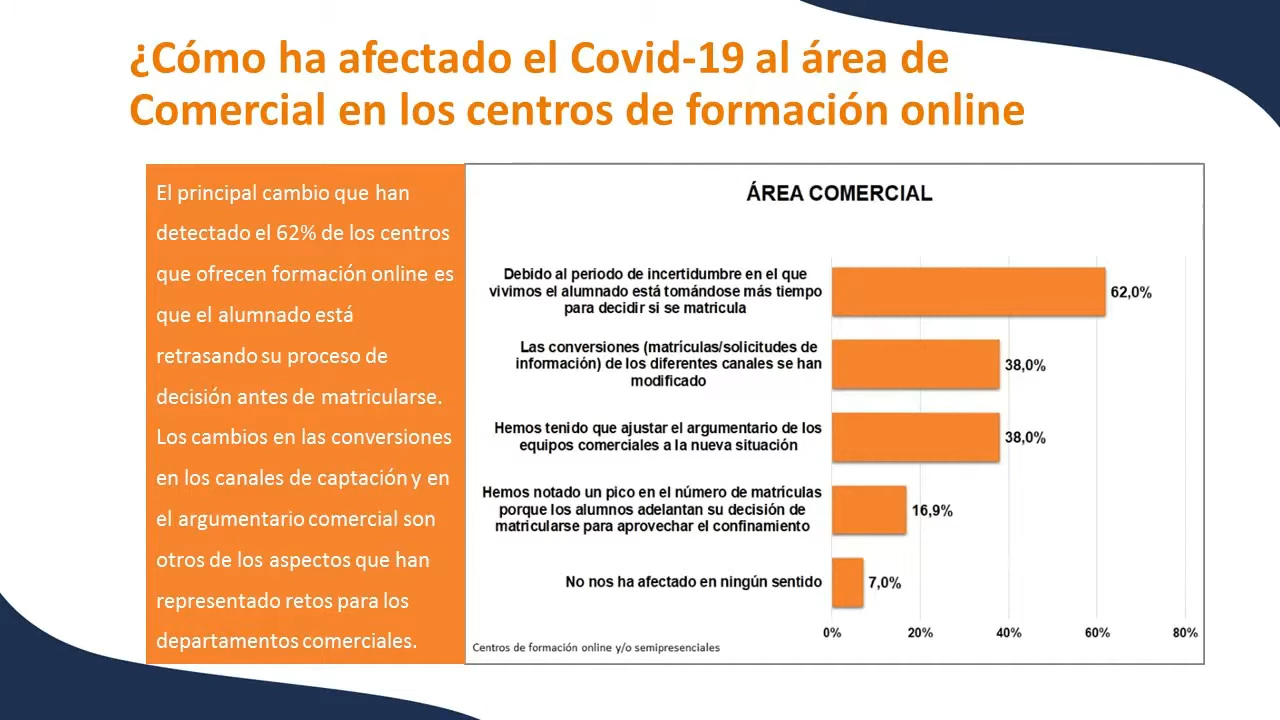 ¿Cómo ha afectado el Covid-19 al área de
Comercial en los centros de formación online
El principal cambio que han
detectado el 62% de los centros
que ofrecen formación online es
que el alumnado está
retrasando su proceso de
decisión antes de matricularse.
Los cambios en las conversiones
en los canales de captación y en
el argumentario comercial son
otros de los aspectos que han
representado retos para los
departamentos comerciales.
ÁREA COMERCIAL
Debido al periodo de incertidumbre en el que
vivimos el alumnado está tomándose más tiempo
para decidir si se matricula
62,0%
Las conversiones (matrículas/solicitudes de
información) de los diferentes canales se han
modificado
38,0%
Hemos tenido que ajustar el argumentario de los
equipos comerciales a la nueva situación
38,0%
Hemos notado un pico en el número de matrículas
porque los alumnos adelantan su decisión de
matricularse para aprovechar el confinamiento
16,9%
No nos ha afectado en ningún sentido
7,0%
0% 20% 40% 60% 80%
Centros de formación online y/o semipresenciales